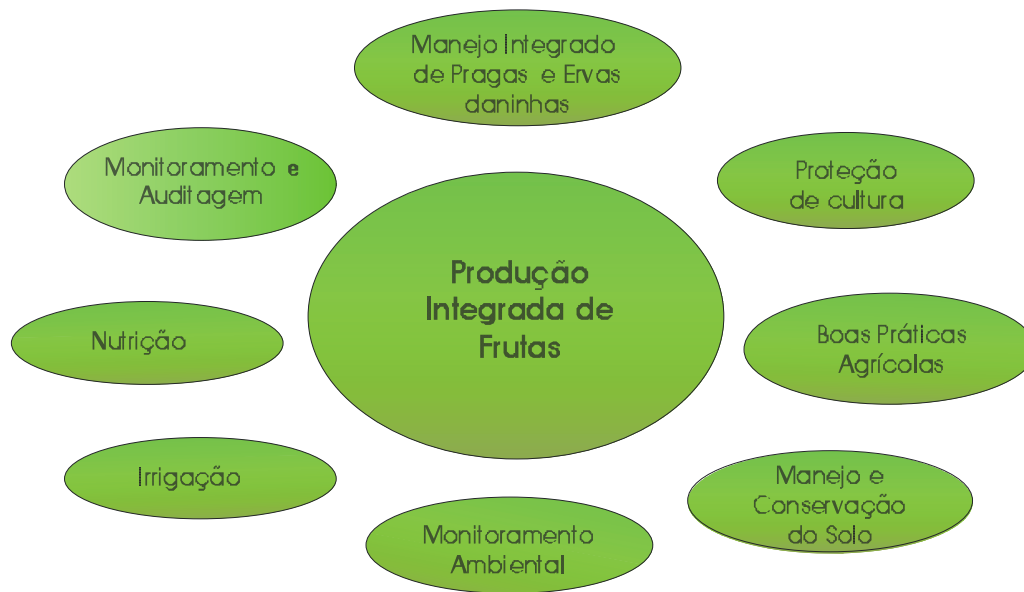 Manejo Integrado
de Pragas e Ervas
daninhas
Monitoramento e
Auditagem
Proteção
de cultura
Produção
Integrada de
Frutas
Nutrição
Boas Práticas
Agrícolas
Irrigação
Manejo e
Conservação
do Solo
Monitoramento
Ambiental